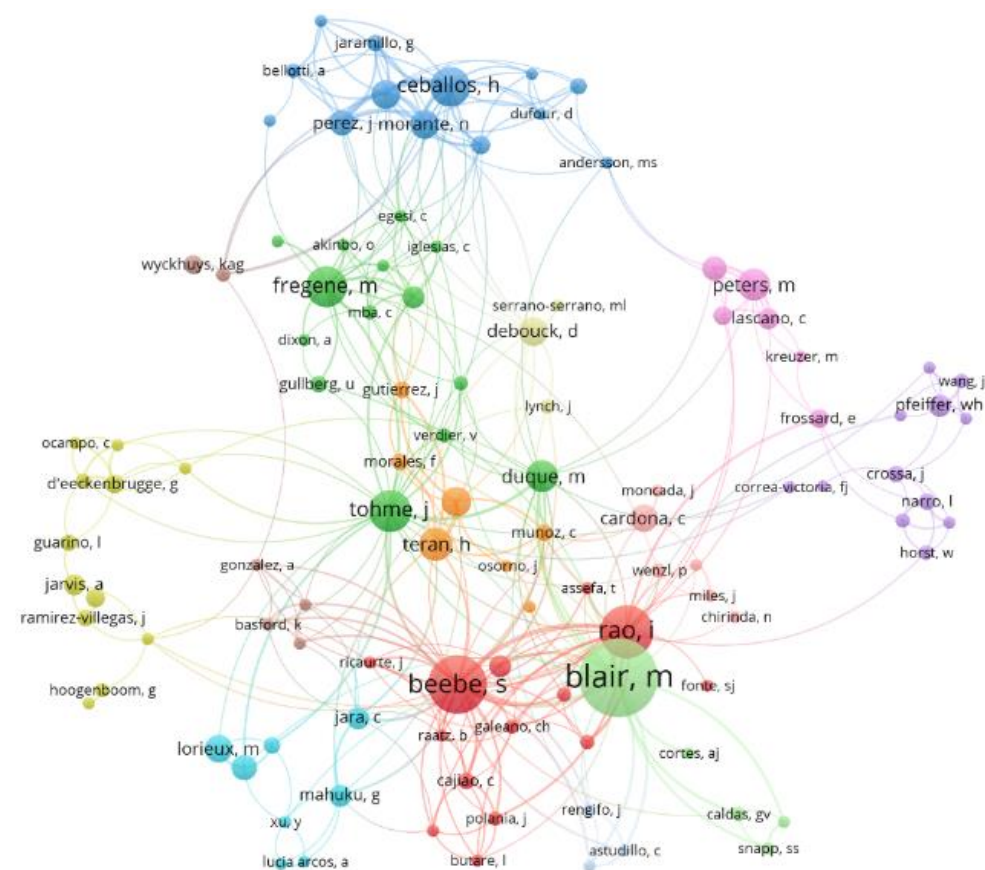 jaramillo, g
bellotti, a
ceballos, h
dufour, d
perez, j
morante, n
andersson, ms
egesi, c
akinbo, o
iglesias, c
wyckhuys, kag
fregene, m
peters, m
serrano-serrano, ml
mba, c
lascano, c
debouck, d
dixon, a
kreuzer, m
gullberg, u
gutierrez, j
wang, j
pfeiffer, wh
lynch, j
frossard, e
ocampo, c
verdier, v
morales, f
d'eeckenbrugge, g
duque, m
crossa, j
moncada, j
correa-victoria, fj
narro, l
tohme, j
cardona, c
munoz, c
guarino, l
teran, h
horst, w
gonzalez, a
osorno, j
wenzl, p
jarvis, a
assefa, t
miles, j
ramirez-villegas, j
chirinda, n
basford, k
rao, i
ricaurte, j
blair, m
beebe, s
fonte, sj
hoogenboom, g
jara, c
galeano, ch
raatz, b
lorieux, m
cortes, aj
cajiao, c
mahuku, g
rengifo, j
caldas, gv
polania, j
xu, y
snapp, ss
astudillo, c
lucia arcos, a
butare, l